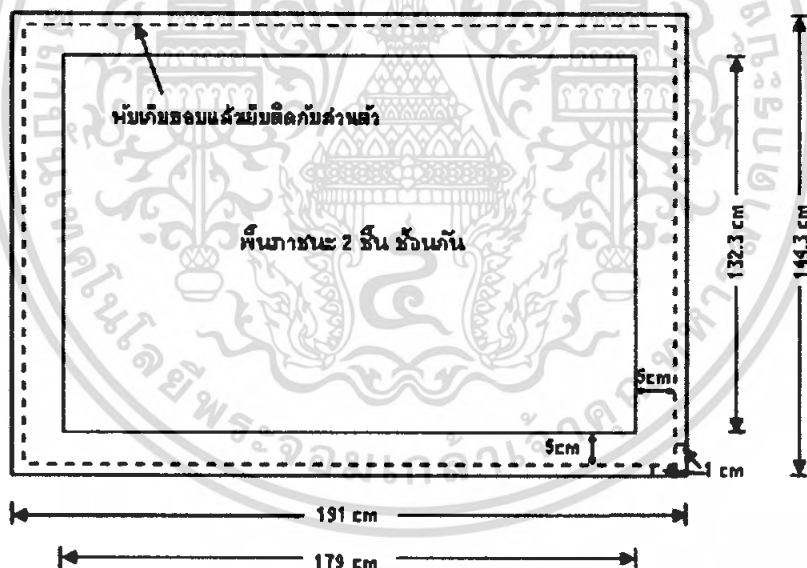 พับเก็บขอบแล้วเย็บติดกับส่วนตัว
พื้นภาชนะ 2 ชิ้น ซ้อนกัน
132.3 cm
144.3 cm
5cm
5cm
1 cm
191 cm
179 cm